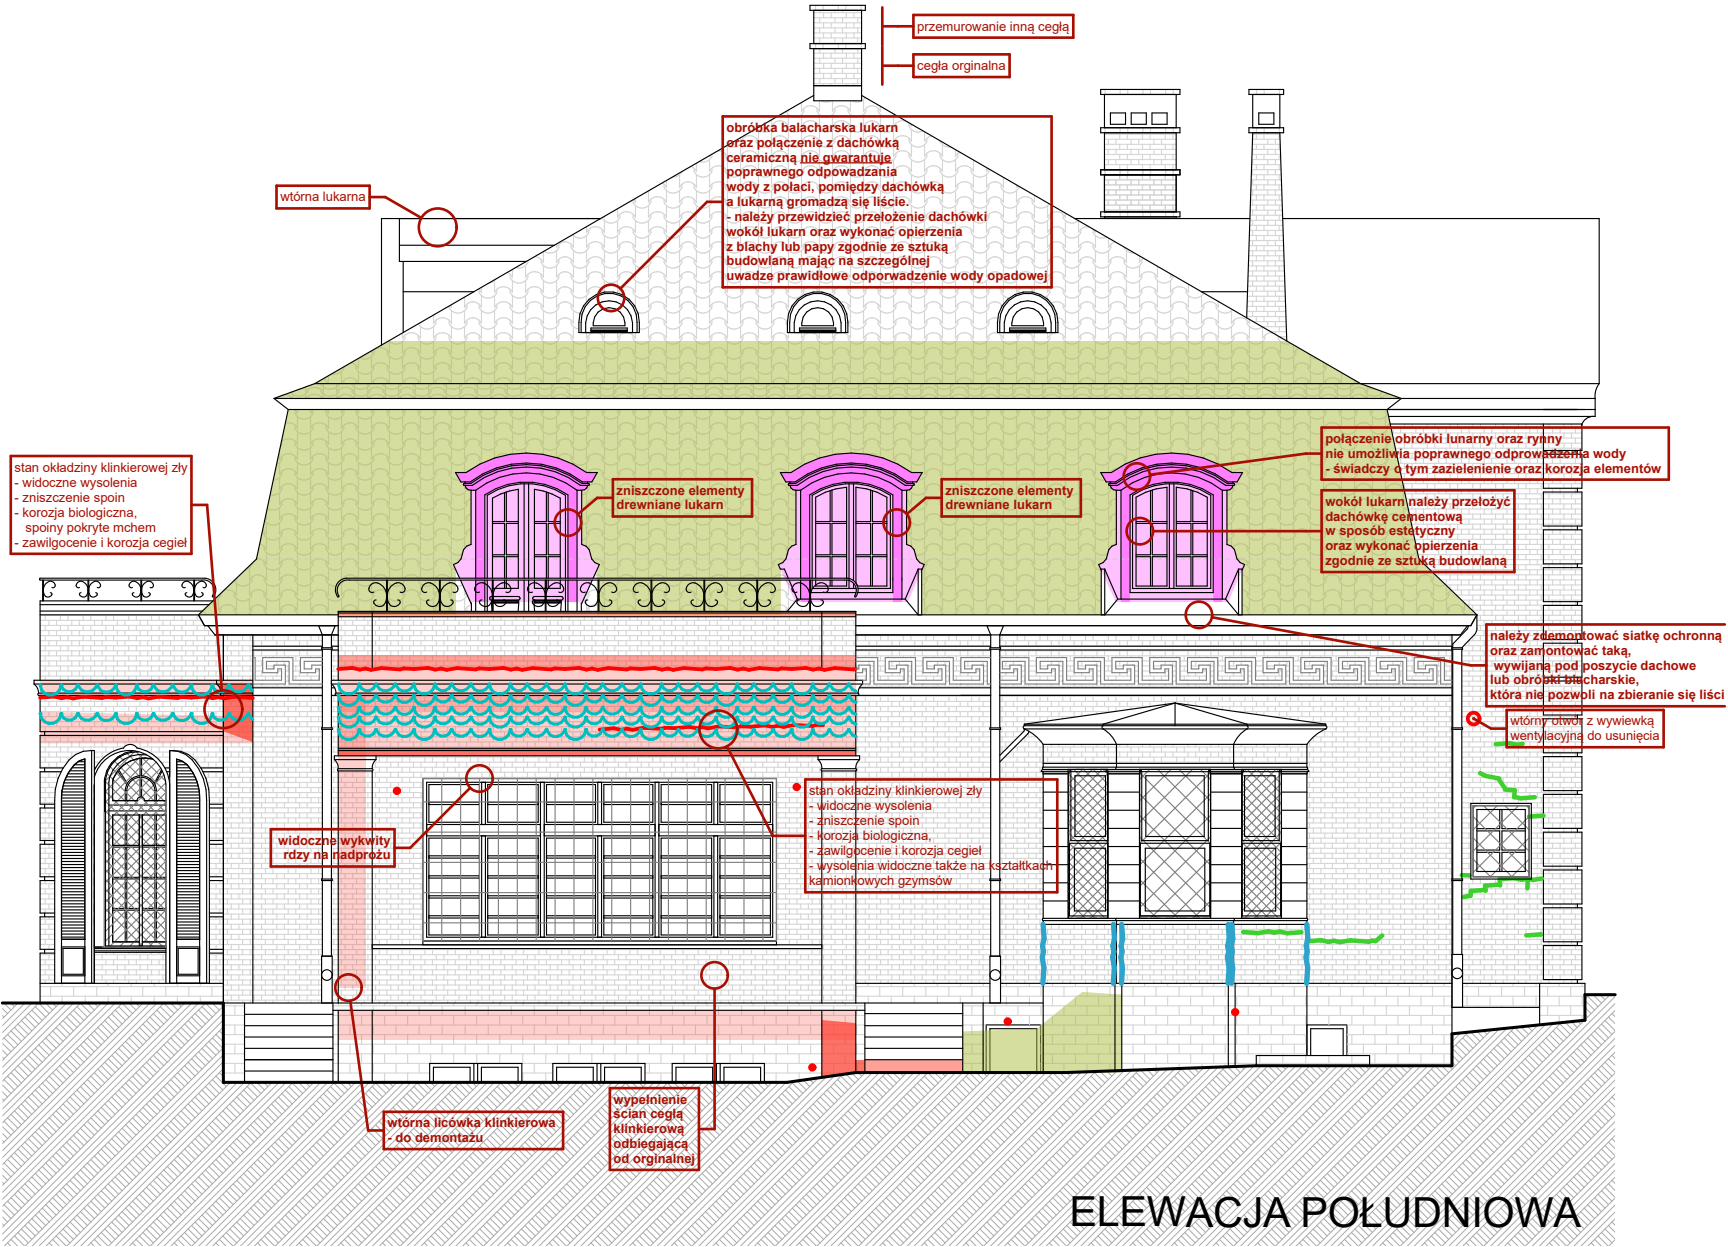 przemurowanie inną cegłą
cegła orginalna
obróbka balacharska lukarn
oraz połączenie z dachówką
ceramiczną nie gwarantuje
poprawnego odpowadzania
wody z połaci, pomiędzy dachówką
a lukarną gromadzą się liście.
- należy przewidzieć przełożenie dachówki
wokół lukarn oraz wykonać opierzenia
z blachy lub papy zgodnie ze sztuką
budowlaną mając na szczególnej
uwadze prawidłowe odporwadzenie wody opadowej
wtórna lukarna
połączenie obróbki lunarny oraz rynny
nie umożliwia poprawnego odprowadzenia wody
- świadczy o tym zazielenienie oraz korozja elementów
stan okładziny klinkierowej zły
- widoczne wysolenia
- zniszczenie spoin
- korozja biologiczna,
spoiny pokryte mchem
- zawilgocenie i korozja cegieł
zniszczone elementy
drewniane lukarn
zniszczone elementy
drewniane lukarn
wokół lukarn należy przełożyć
dachówkę cementową
w sposób estetyczny
oraz wykonać opierzenia
zgodnie ze sztuką budowlaną
należy zdemontować siatkę ochronną
oraz zamontować taką,
wywijaną pod poszycie dachowe
lub obróbki blacharskie,
która nie pozwoli na zbieranie się liści
wtórny otwór z wywiewką
wentylacyjną do usunięcia
stan okładziny klinkierowej zły
- widoczne wysolenia
- zniszczenie spoin
- korozja biologiczna,
- zawilgocenie i korozja cegieł
- wysolenia widoczne także na kształtkach
kamionkowych gzymsów
widoczne wykwity
rdzy na nadprożu
wtórna licówka klinkierowa
- do demontażu
wypełnienie
ścian cegłą
klinkierową
odbiegającą
od orginalnej
ELEWACJA POŁUDNIOWA